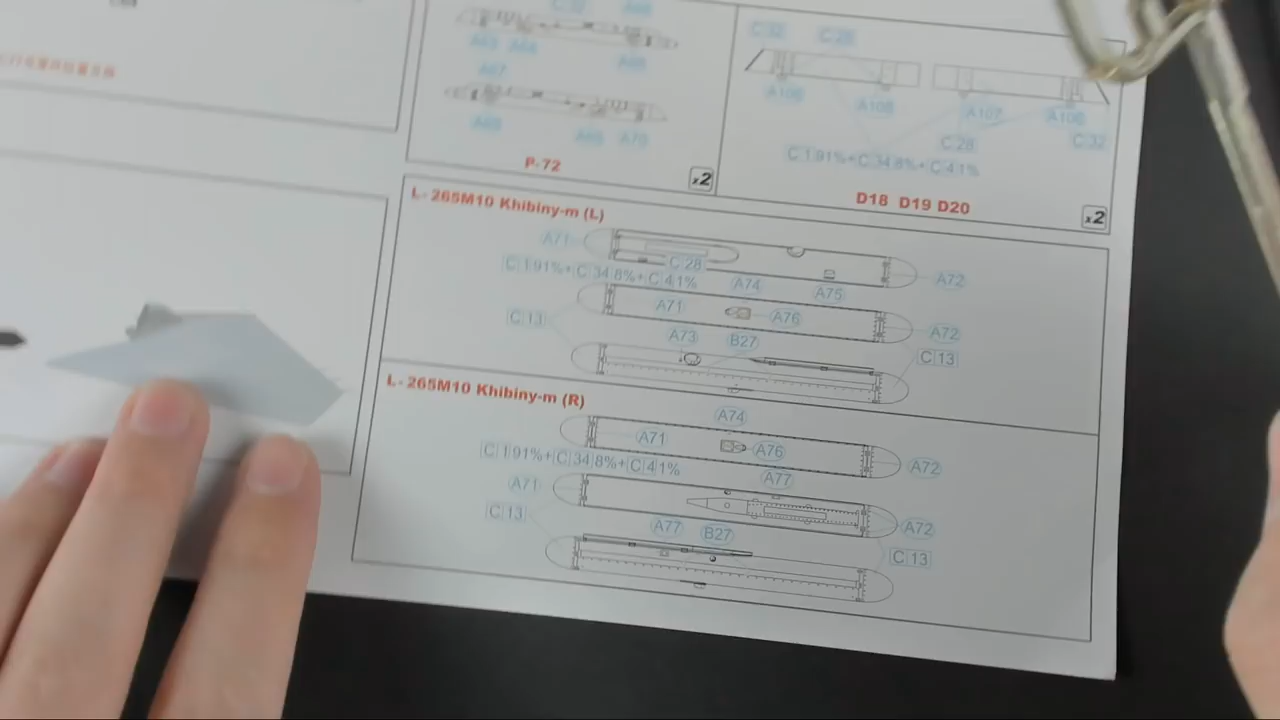 A67
P-72
x2
C 32 C 28
A106 A107
C 28
C 32
C 1 91%+C 34 8%+C 4 1%
D18 D19 D20
x2
L-265M10 Khibiny-m (L)
A71
C 28
A72
C 1 91%+C 34 8%+C 4 1%
A74 A75
A71 A76
C 13 A72
A73 B27
C 13
L-265M10 Khibiny-m (R)
A74
A71 A76
C 1 91%+C 34 8%+C 4 1%
A72
A77
A71
C 13 A72
A77 B27
C 13